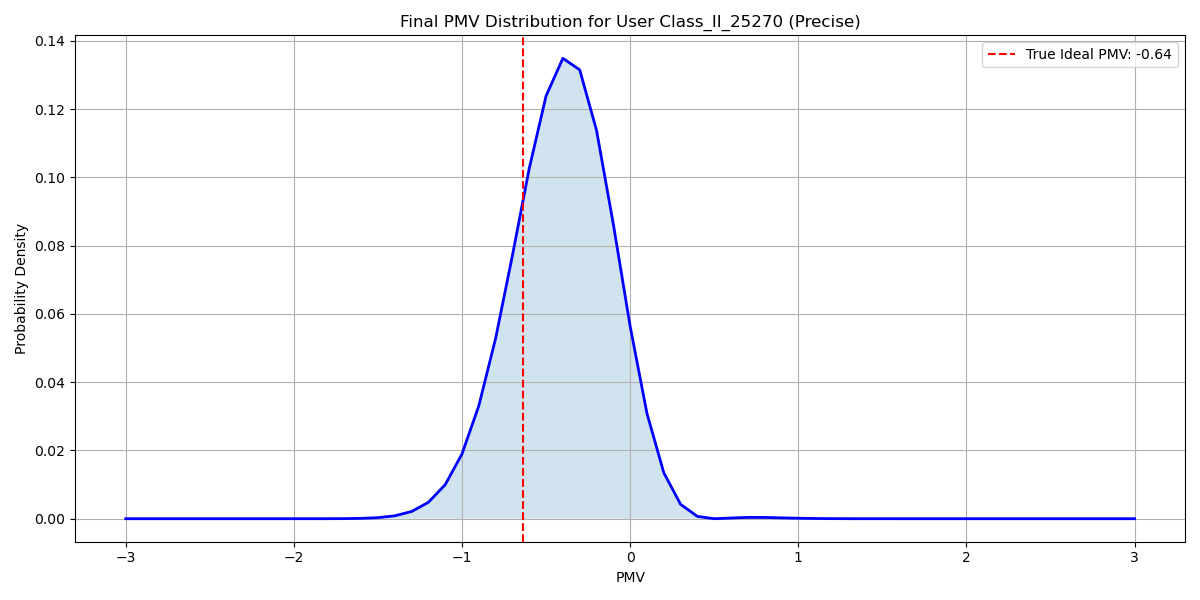 Final PMV Distribution for User Class_II_25270 (Precise)
True Ideal PMV: -0.64
Probability Density
0.14
0.12
0.10
0.08
0.06
0.04
0.02
0.00
−3 −2 −1 0 1 2 3
PMV